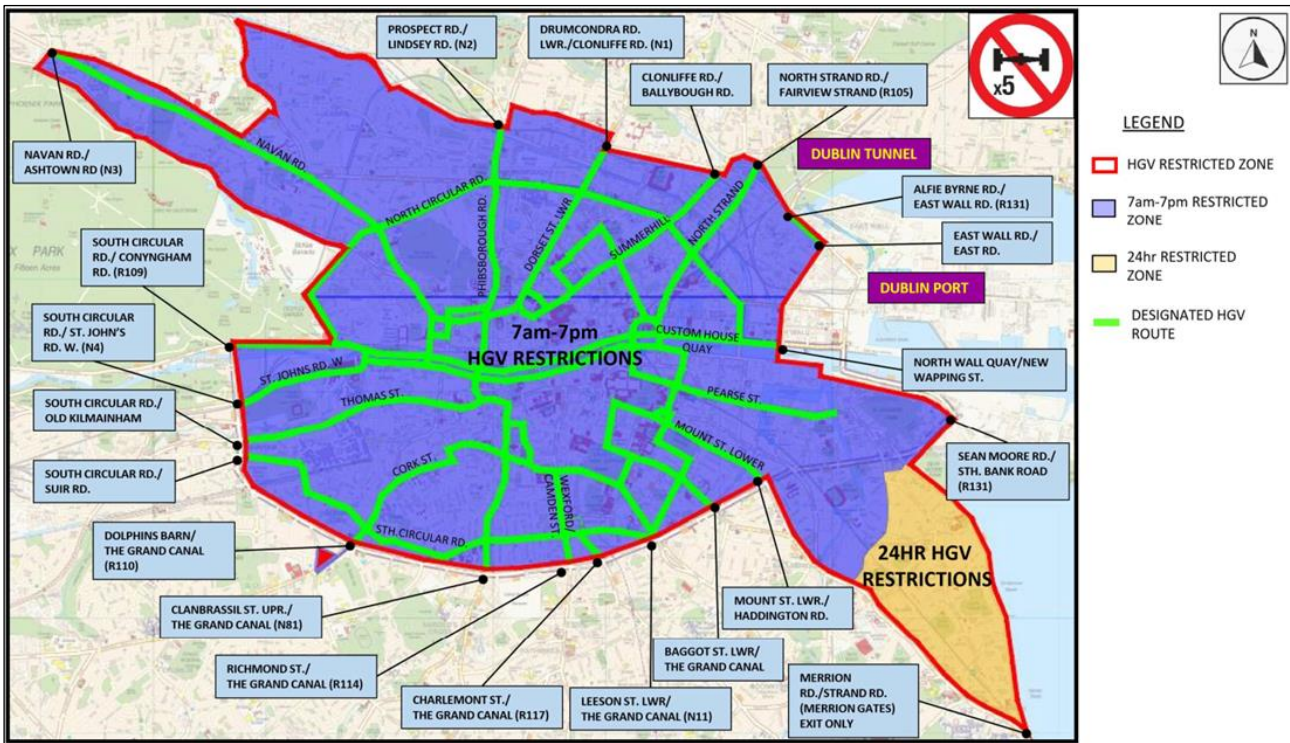 PROSPECT RD./
LINDSEY RD. (N2)
DRUMCONDRA RD.
LWR./CLONLIFFE RD. (N1)
CLONLIFFE RD./
BALLYBOUGH RD.
NORTH STRAND RD./
FAIRVIEW STRAND (R105)
x5
N
LEGEND
HGV RESTRICTED ZONE
7am-7pm RESTRICTED
ZONE
24hr RESTRICTED
ZONE
DESIGNATED HGV
ROUTE
NAVAN RD./
ASHTOWN RD (N3)
DUBLIN TUNNEL
ALFIE BYRNE RD./
EAST WALL RD. (R131)
EAST WALL RD./
EAST RD.
DUBLIN PORT
SOUTH CIRCULAR
RD./ CONYNGHAM
RD. (R109)
SOUTH CIRCULAR
RD./ ST. JOHN'S
RD. W. (N4)
SOUTH CIRCULAR RD./
OLD KILMAINHAM
SOUTH CIRCULAR RD./
SUIR RD.
NAVAN RD.
NORTH CIRCULAR RD.
PHIBSBOROUGH RD.
DORSET ST. LWR
SUMMERHILL
NORTH STRAND
7am-7pm
HGV RESTRICTIONS
CUSTOM HOUSE
QUAY
ST. JOHNS RD. W
THOMAS ST.
PEARSE ST.
MOUNT ST. LOWER
CORK ST.
WEXFORD/
CAMDEN ST.
STH. CIRCULAR RD.
NORTH WALL QUAY/NEW
WAPPING ST.
SEAN MOORE RD./
STH. BANK ROAD
(R131)
24HR HGV
RESTRICTIONS
DOLPHINS BARN/
THE GRAND CANAL
(R110)
CLANBRASSIL ST. UPR./
THE GRAND CANAL (N81)
RICHMOND ST./
THE GRAND CANAL (R114)
CHARLEMONT ST./
THE GRAND CANAL (R117)
LEESON ST. LWR/
THE GRAND CANAL (N11)
BAGGOT ST. LWR/
THE GRAND CANAL
MOUNT ST. LWR./
HADDINGTON RD.
MERRION
RD./STRAND RD.
(MERRION GATES)
EXIT ONLY